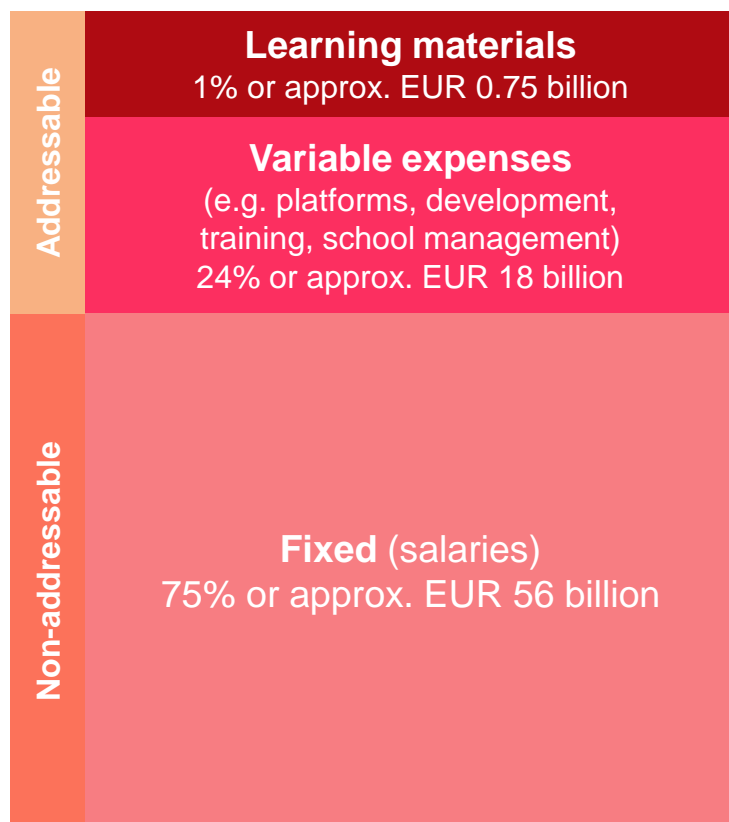 Addressable
Learning materials
1% or approx. EUR 0.75 billion
Variable expenses
(e.g. platforms, development,
training, school management)
24% or approx. EUR 18 billion
Non-addressable
Fixed (salaries)
75% or approx. EUR 56 billion